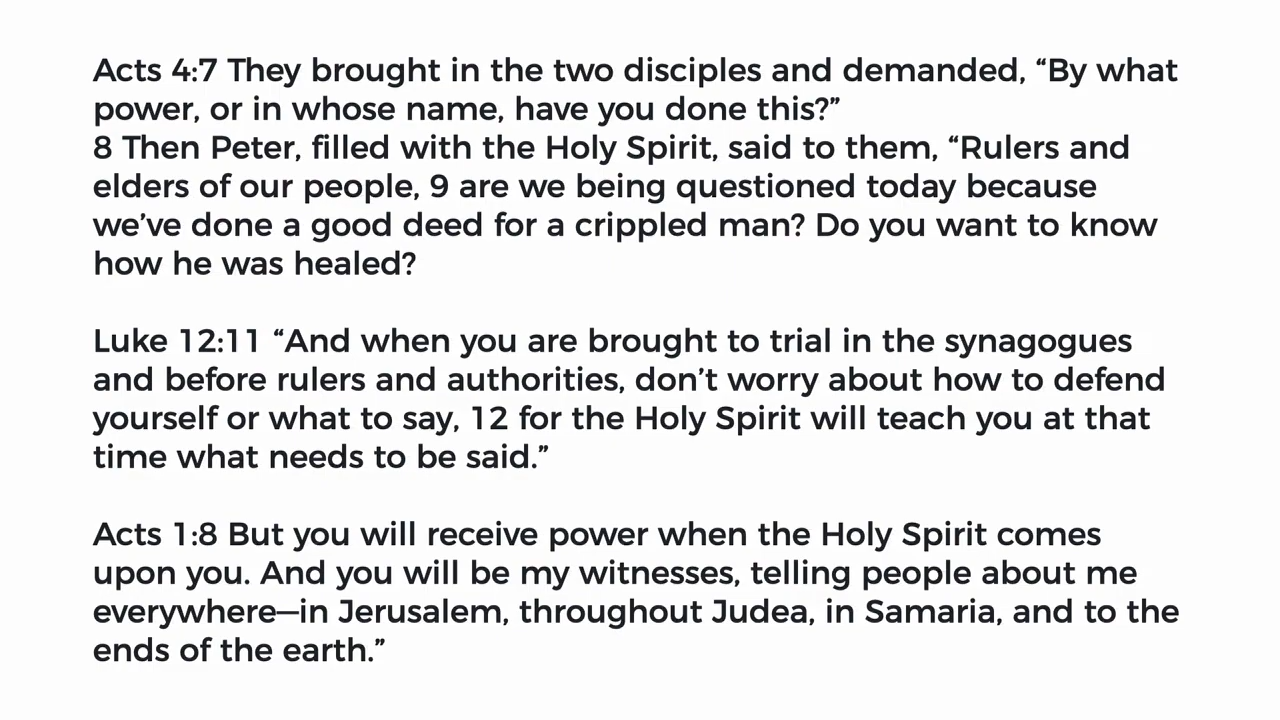 Acts 4:7 They brought in the two disciples and demanded, “By what
power, or in whose name, have you done this?”
8 Then Peter, filled with the Holy Spirit, said to them, “Rulers and
elders of our people, 9 are we being questioned today because
we’ve done a good deed for a crippled man? Do you want to know
how he was healed?
Luke 12:11 “And when you are brought to trial in the synagogues
and before rulers and authorities, don’t worry about how to defend
yourself or what to say, 12 for the Holy Spirit will teach you at that
time what needs to be said.”
Acts 1:8 But you will receive power when the Holy Spirit comes
upon you. And you will be my witnesses, telling people about me
everywhere—in Jerusalem, throughout Judea, in Samaria, and to the
ends of the earth.”